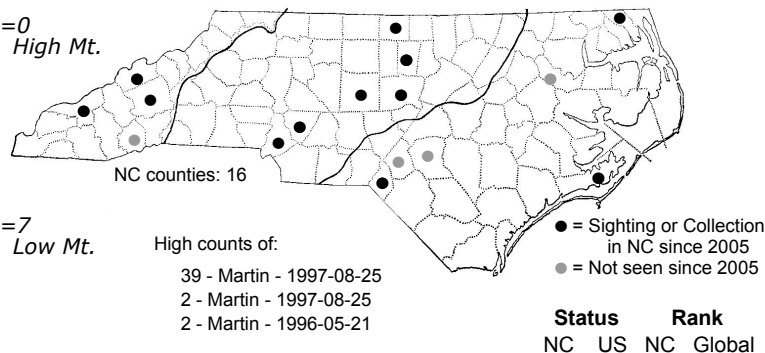 =0
High Mt.
NC counties: 16
=7
Low Mt.
High counts of:
39 - Martin - 1997-08-25
2 - Martin - 1997-08-25
2 - Martin - 1996-05-21
= Sighting or Collection
in NC since 2005
= Not seen since 2005
Status Rank
NC US NC Global